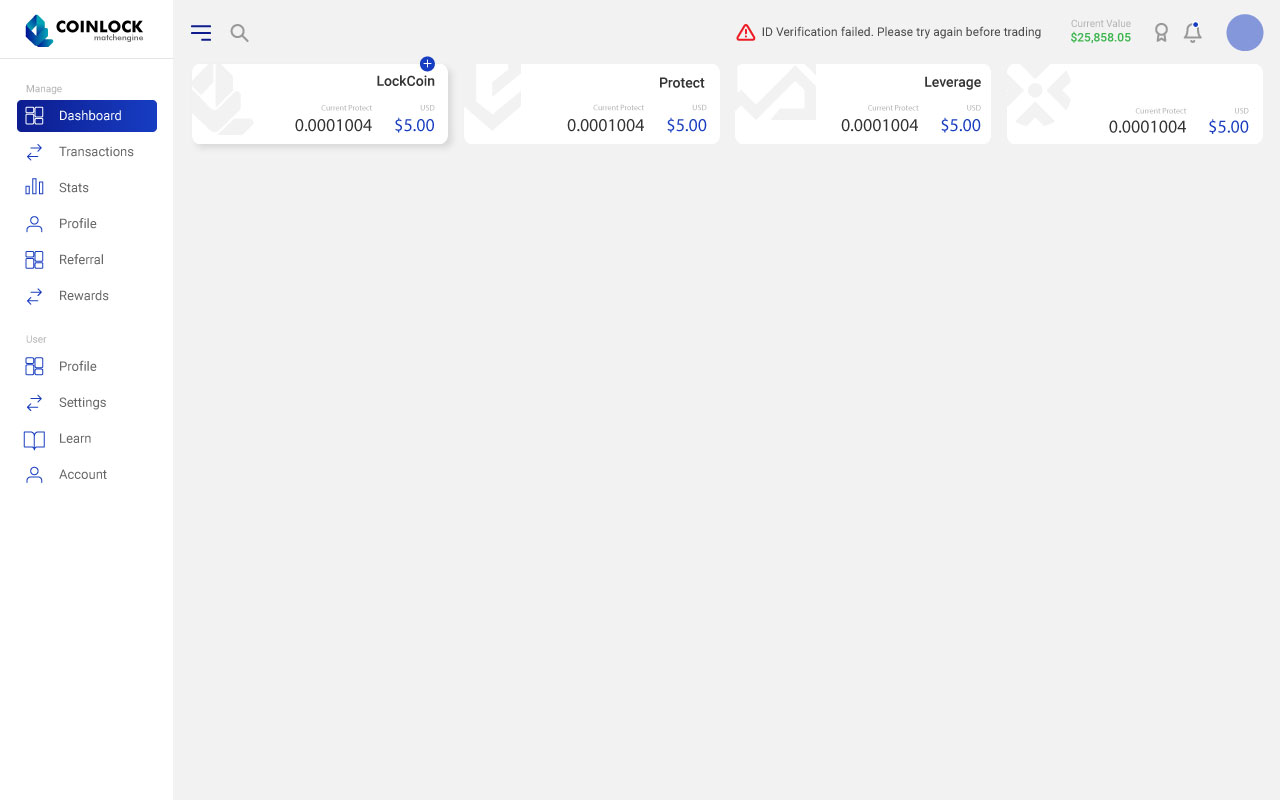 COINLOCK
matchengine
ID Verification failed. Please try again before trading
Current Value
$25,858.05
Manage
Dashboard
Transactions
Stats
Profile
Referral
Rewards
User
Profile
Settings
Learn
Account
LockCoin
Current Protect USD
0.0001004 $5.00
Protect
Current Protect USD
0.0001004 $5.00
Leverage
Current Protect USD
0.0001004 $5.00
Current Protect USD
0.0001004 $5.00